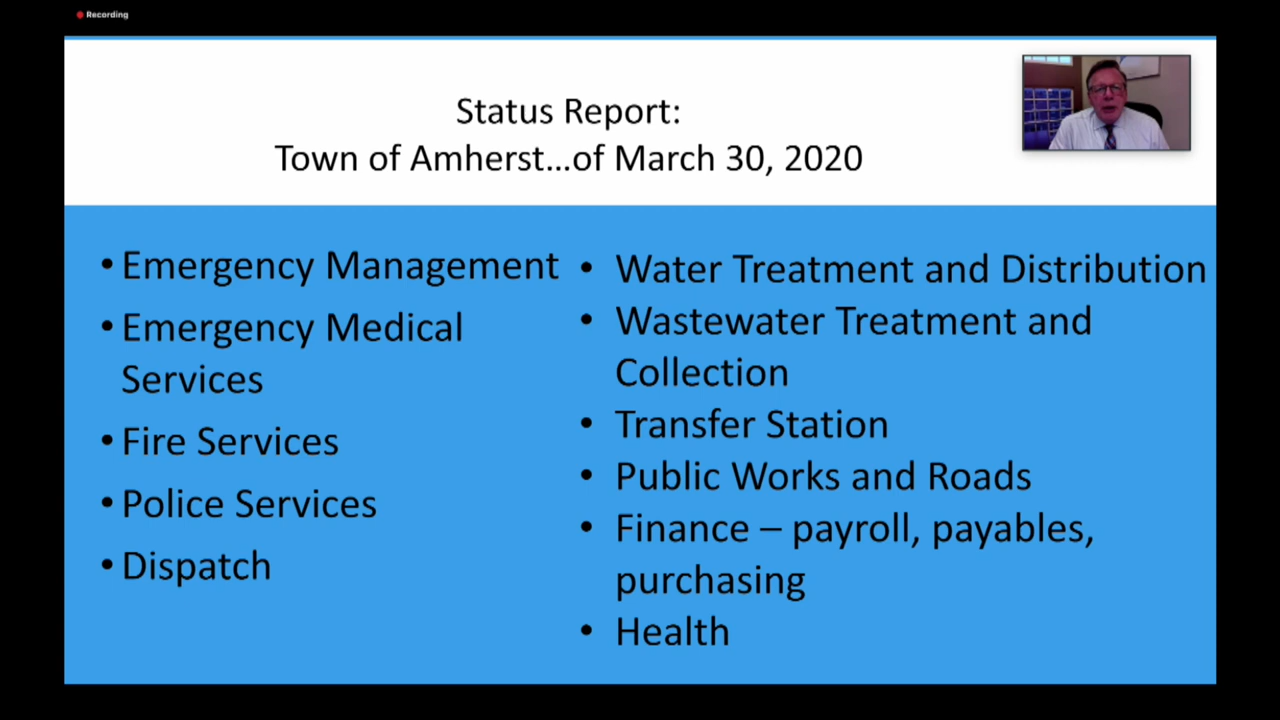 Recording
Status Report:
Town of Amherst...of March 30, 2020
• Emergency Management
• Emergency Medical
Services
• Fire Services
• Police Services
• Dispatch
• Water Treatment and Distribution
• Wastewater Treatment and
Collection
• Transfer Station
• Public Works and Roads
• Finance – payroll, payables,
purchasing
• Health